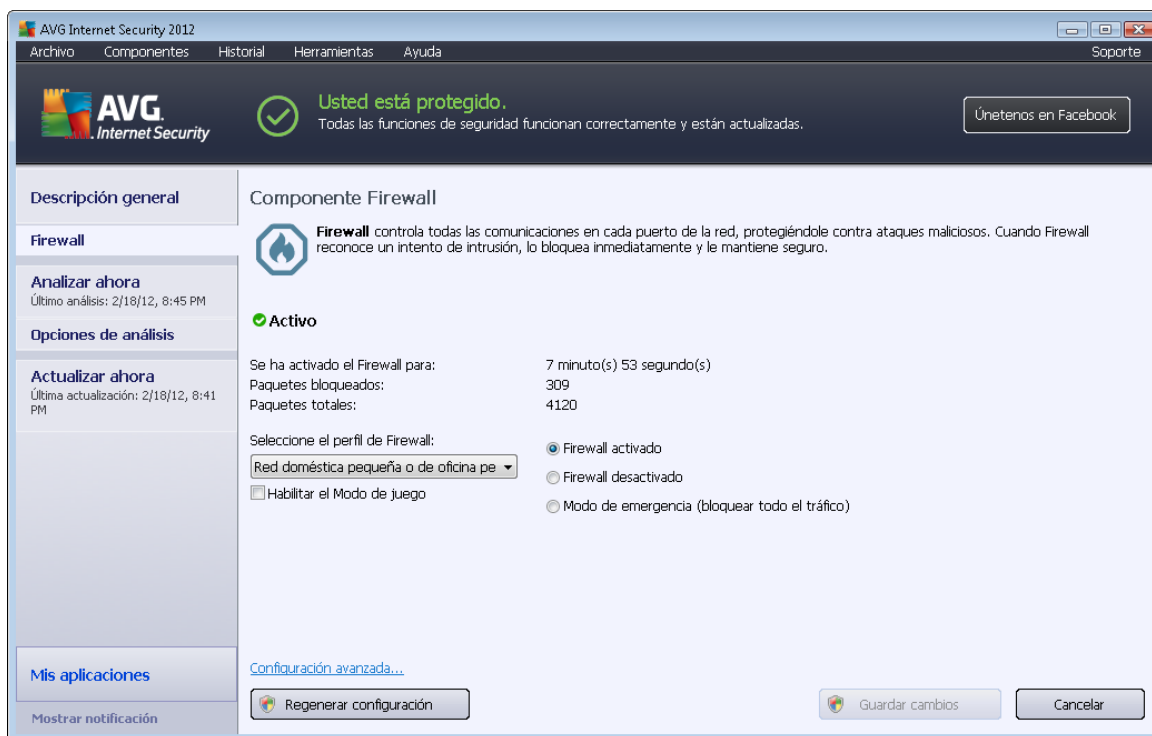 AVG Internet Security 2012
Archivo Componentes Historial Herramientas Ayuda Soporte
AVG.
Internet Security
Usted está protegido.
Todas las funciones de seguridad funcionan correctamente y están actualizadas.
Únetenos en Facebook
Descripción general
Firewall
Analizar ahora
Último análisis: 2/18/12, 8:45 PM
Opciones de análisis
Actualizar ahora
Última actualización: 2/18/12, 8:41
PM
Mis aplicaciones
Mostrar notificación
Componente Firewall
Firewall controla todas las comunicaciones en cada puerto de la red, protegiéndole contra ataques maliciosos. Cuando Firewall
reconoce un intento de intrusión, lo bloquea inmediatamente y le mantiene seguro.
Activo
Se ha activado el Firewall para: 7 minuto(s) 53 segundo(s)
Paquetes bloqueados: 309
Paquetes totales: 4120
Seleccione el perfil de Firewall:
Red doméstica pequeña o de oficina pe
Habilitar el Modo de juego
Firewall activado
Firewall desactivado
Modo de emergencia (bloquear todo el tráfico)
Configuración avanzada...
Regenerar configuración
Guardar cambios
Cancelar